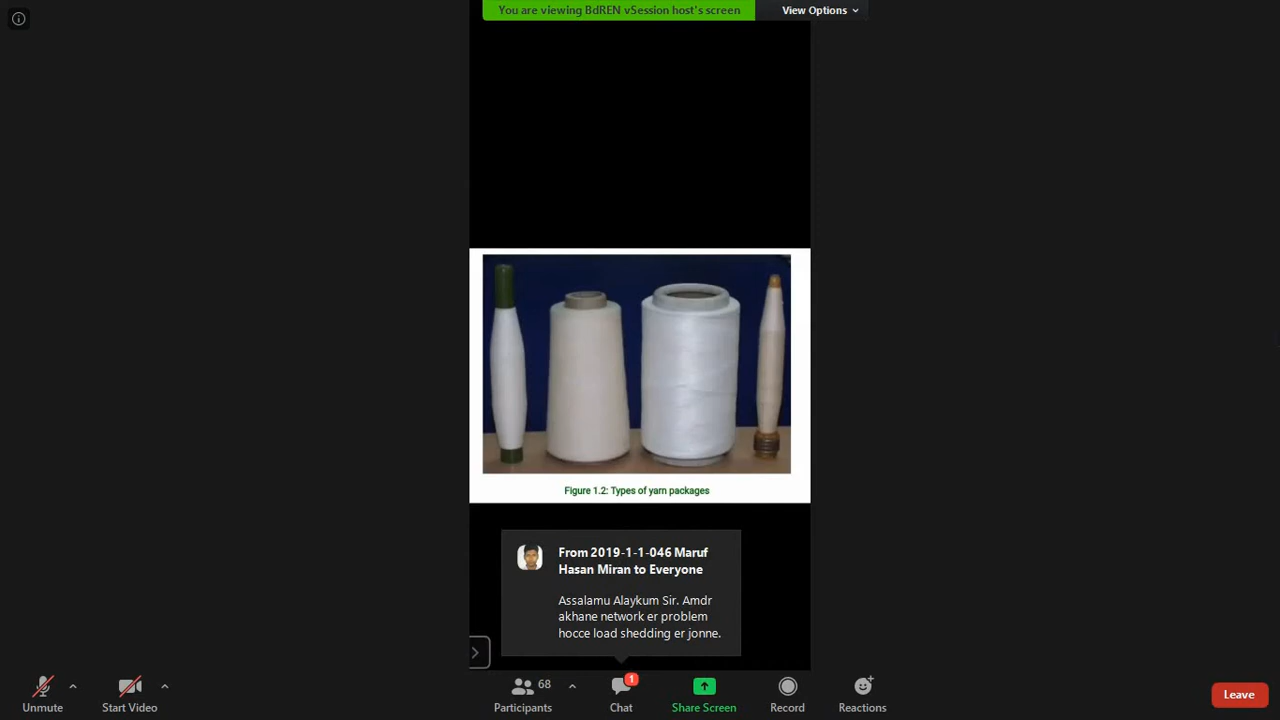 You are viewing BdREN vSession host's screen
View Options
Figure 1.2: Types of yarn packages
From 2019-1-1-046 Maruf
Hasan Miran to Everyone
Assalamu Alaykum Sir. Amdr
akhane network er problem
hocce load shedding er jonne.
Unmute
Start Video
Participants
68
Chat
1
Share Screen
Record
Reactions
Leave